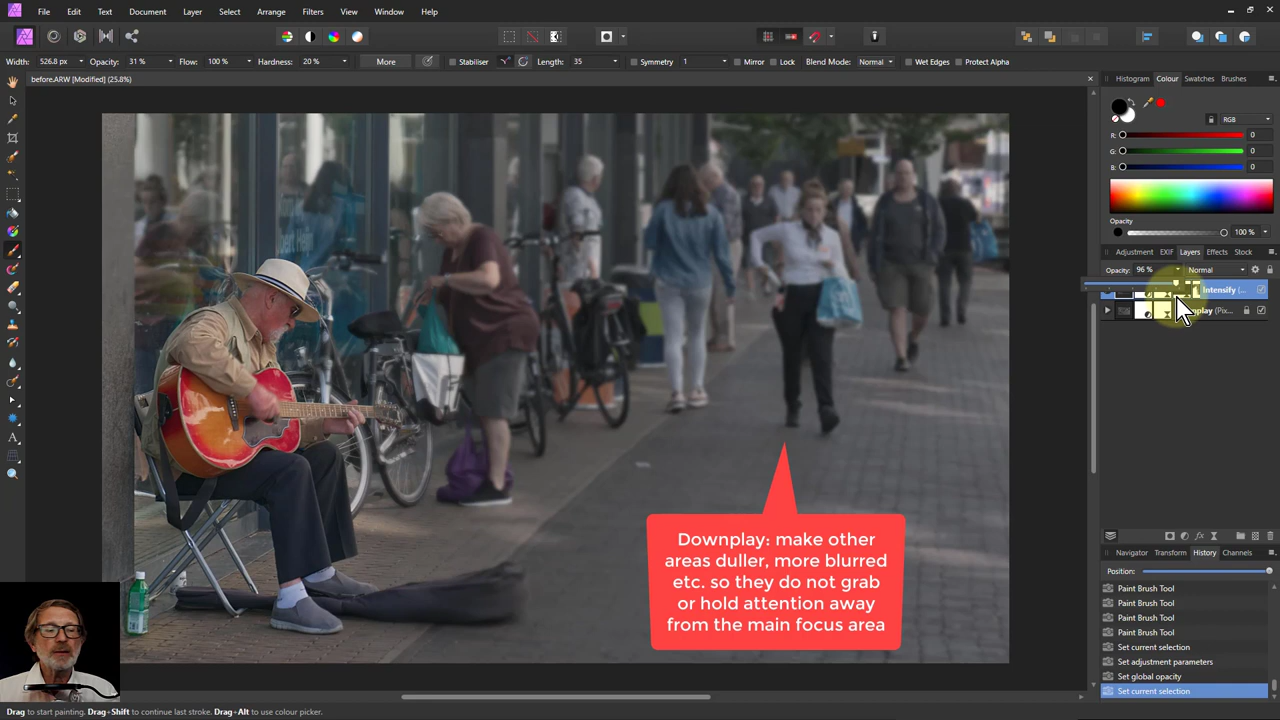 File Edit Text Document Layer Select Arrange Filters View Window Help
Width: 526.8 px Opacity: 31 % Flow: 100 % Hardness: 20 % More Stabiliser Length: 35 Symmetry 1 Mirror Lock Blend Mode: Normal Wet Edges Protect Alpha
before.ARW [Modified] (25.8%)
Histogram Colour Swatches Brushes
RGB
R: 0
G: 0
B: 0
Opacity
100 %
Adjustment EXIF Layers Effects Stock
Opacity: 96 % Normal
Intensify (...
play (Pix...
Downplay: make other
areas duller, more blurred
etc. so they do not grab
or hold attention away
from the main focus area
Navigator Transform History Channels
Position:
Paint Brush Tool
Paint Brush Tool
Paint Brush Tool
Paint Brush Tool
Set current selection
Set adjustment parameters
Set global opacity
Set current selection
Drag to start painting. Drag+Shift to continue last stroke. Drag+Alt to use colour picker.